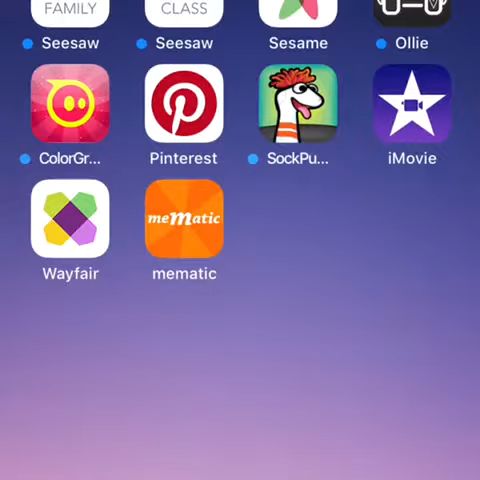 FAMILY
CLASS
Seesaw
Seesaw
Sesame
Ollie
ColorGr...
Pinterest
SockPu...
iMovie
meMatic
Wayfair
mematic